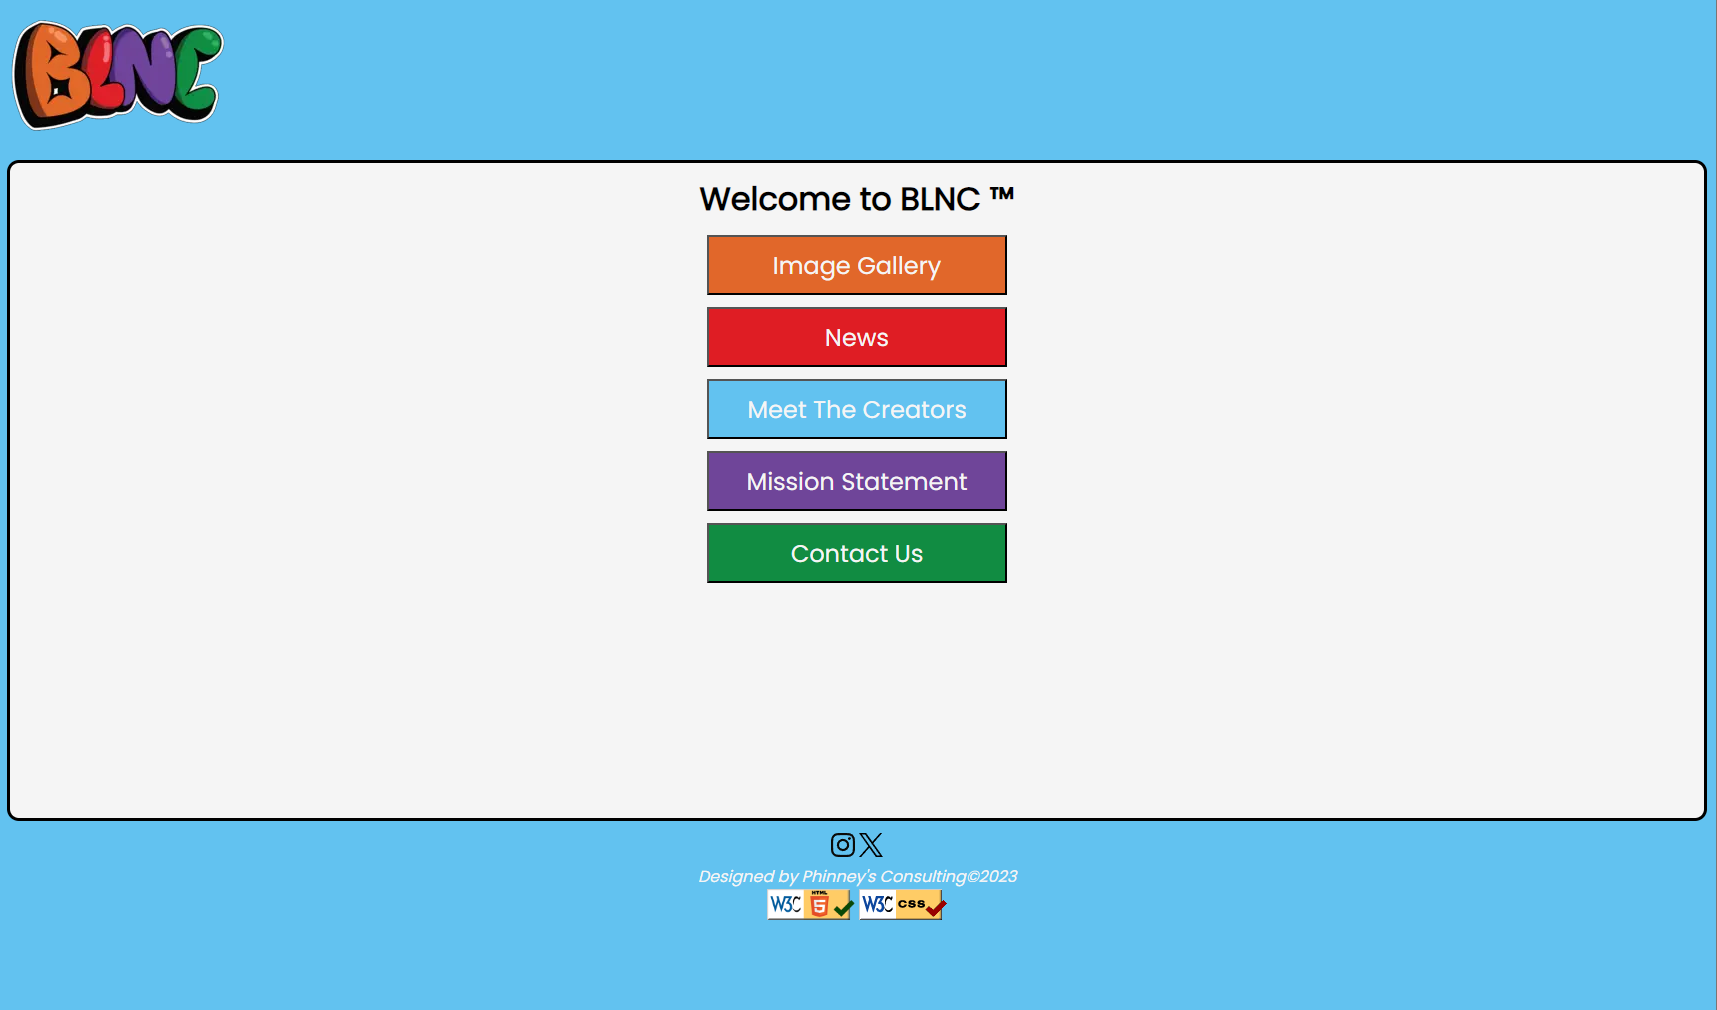 BLNC
Welcome to BLNC ™
Image Gallery
News
Meet The Creators
Mission Statement
Contact Us
Designed by Phinney's Consulting©2023
W3C HTML 5 W3C CSS